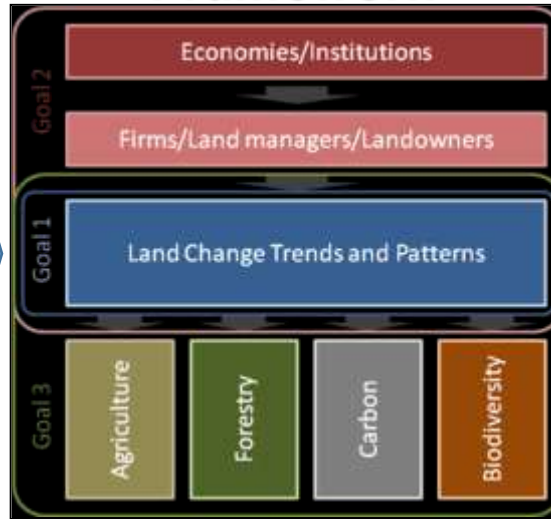 Goal 2
Economies/Institutions
Firms/Land managers/Landowners
Goal 1
Land Change Trends and Patterns
Goal 3
Agriculture
Forestry
Carbon
Biodiversity